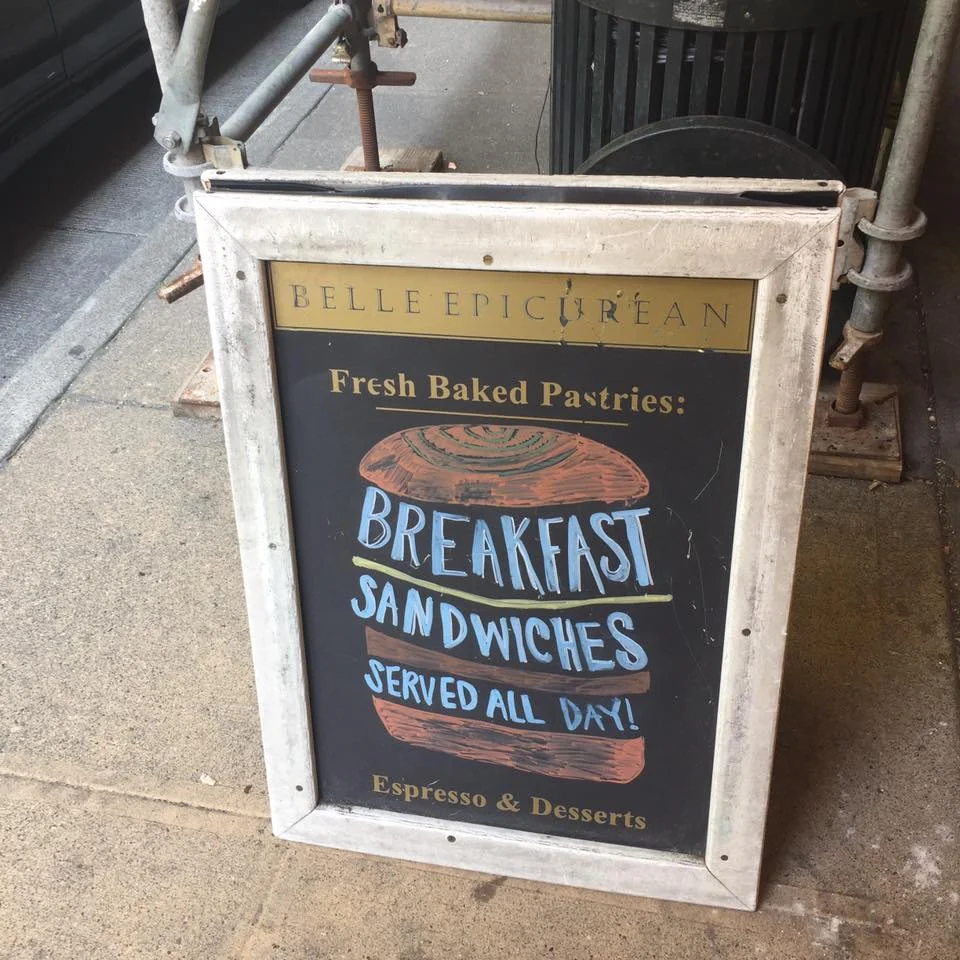 BELLE EPICUREAN
Fresh Baked Pastries:
BREAKFAST
SANDWICHES
SERVED ALL DAY!
Espresso & Desserts